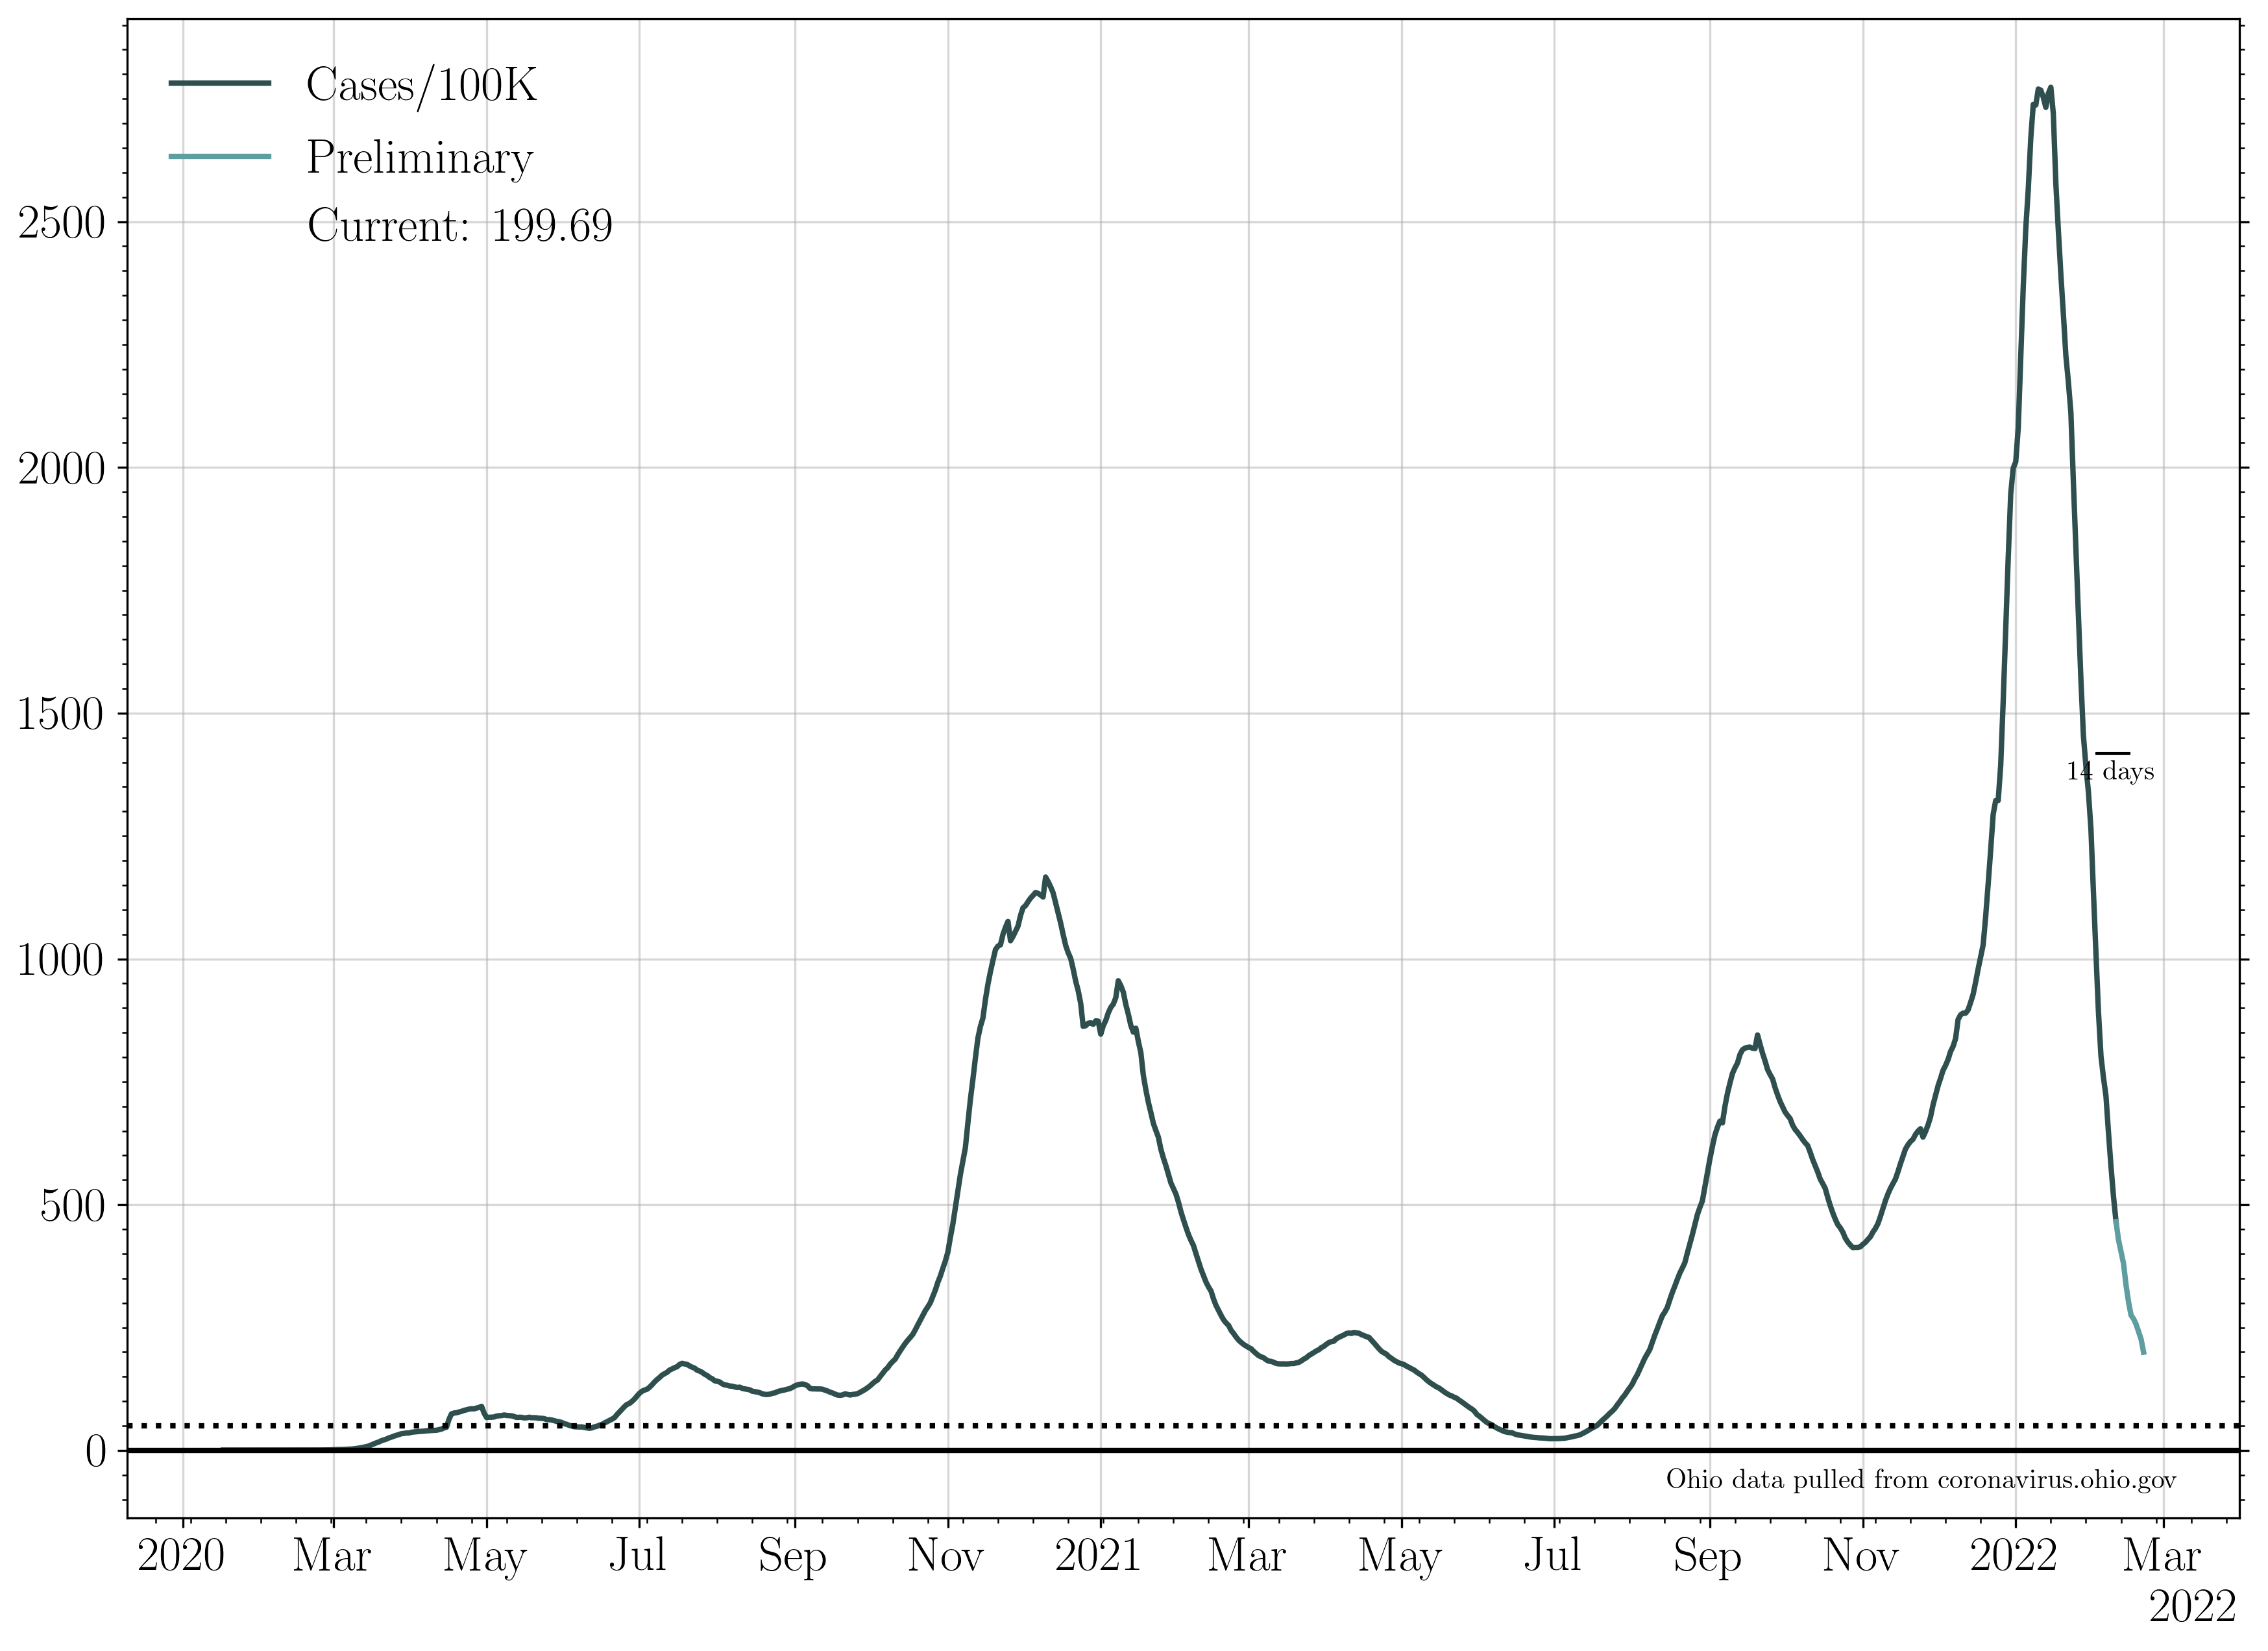 Cases/100K
Preliminary
Current: 199.69
2500
2000
1500
14 days
1000
500
0
Ohio data pulled from coronavirus.ohio.gov
2020 Mar May Jul Sep Nov 2021 Mar May Jul Sep Nov 2022 Mar
2022